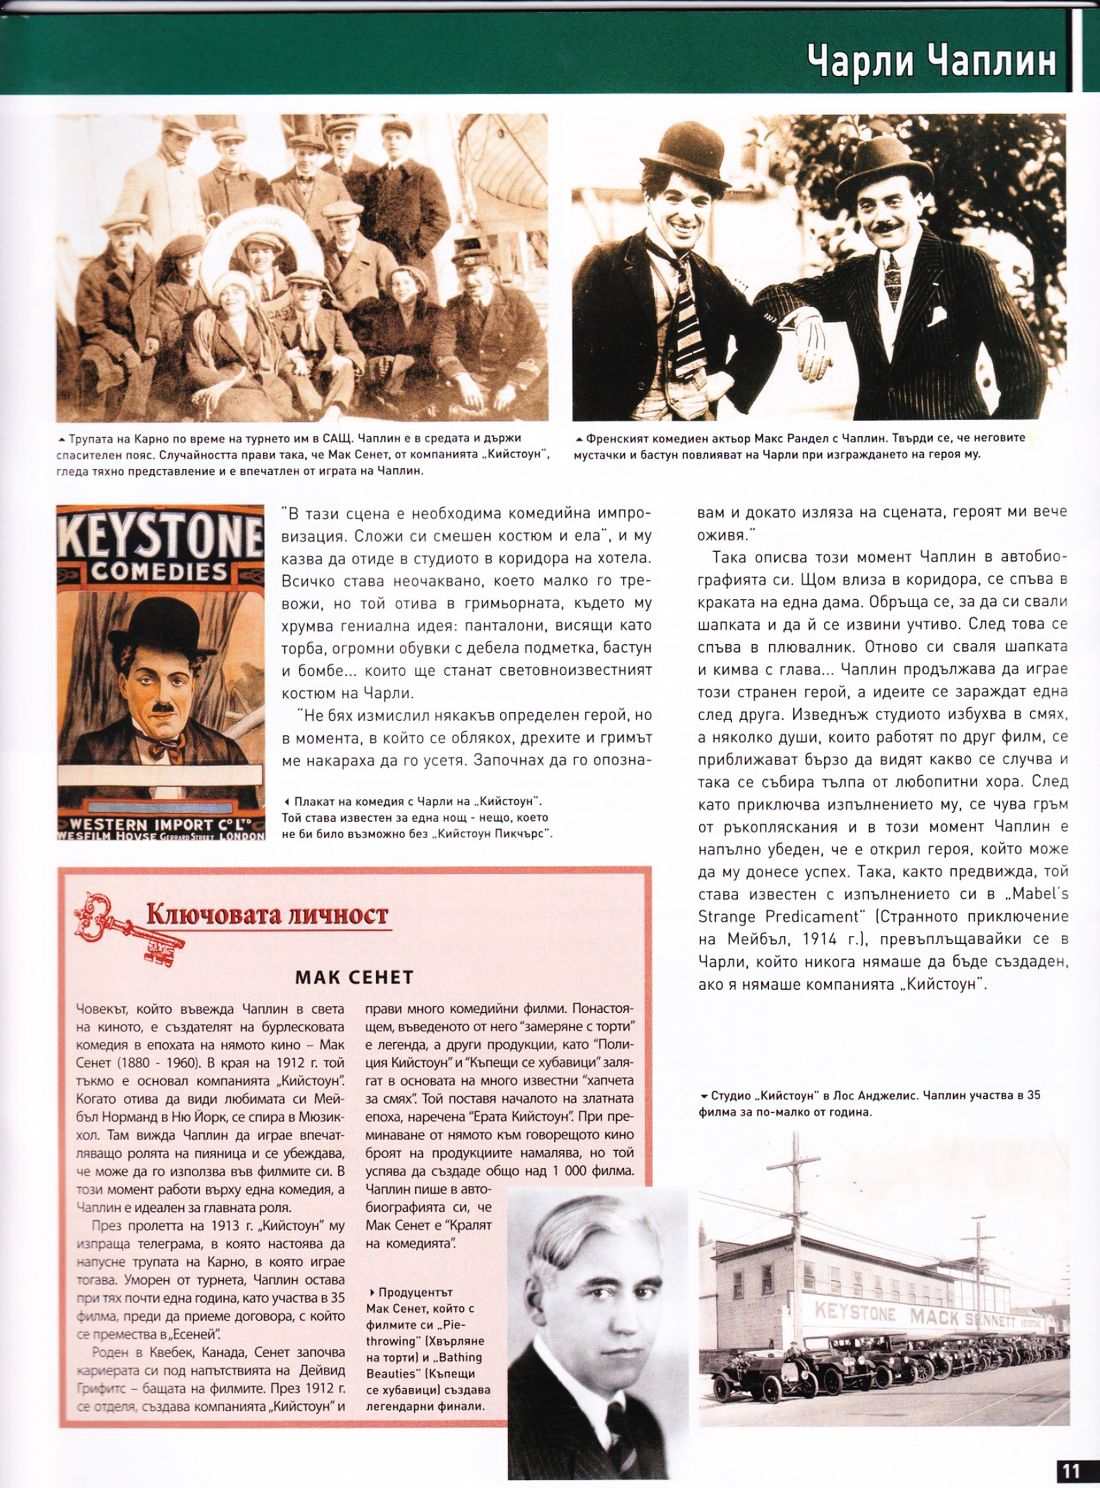 Чарли Чаплин
Трупата на Карно по време на турнето им в САЩ. Чаплин е в средата и държи
спасителен пояс. Случайността прави така, че Мак Сенет, от компанията „Кийстоун",
гледа тяхно представление и е впечатлен от играта на Чаплин.
Френският комедиен актьор Макс Рандел с Чаплин. Твърди се, че неговите
мустачки и бастун повлияват на Чарли при изграждането на героя му.
KEYSTONE
COMEDIES
WESTERN IMPORT Cº LTD
WESFILM HOVSE GERRARD STREET LONDON
"В тази сцена е необходима комедийна импро-
визация. Сложи си смешен костюм и ела", и му
казва да отиде в студиото в коридора на хотела.
Всичко става неочаквано, което малко го тре-
вожи, но той отива в гримьорната, където му
хрумва гениална идея: панталони, висящи като
торба, огромни обувки с дебела подметка, бастун
и бомбе... които ще станат световноизвестният
костюм на Чарли.
"Не бях измислил някакъв определен герой, но
в момента, в който се облякох, дрехите и гримът
ме накараха да го усетя. Започнах да го опозна-
Плакат на комедия с Чарли на „Кийстоун".
Той става известен за една нощ - нещо, което
не би било възможно без „Кийстоун Пикчърс".
вам и докато изляза на сцената, героят ми вече
оживя."
Така описва този момент Чаплин в автобио-
графията си. Щом влиза в коридора, се спъва в
краката на една дама. Обръща се, за да си свали
шапката и да й се извини учтиво. След това се
спъва в плювалник. Отново си сваля шапката
и кимва с глава... Чаплин продължава да играе
този странен герой, а идеите се зараждат една
след друга. Изведнъж студиото избухва в смях,
а няколко души, които работят по друг филм, се
приближават бързо да видят какво се случва и
така се събира тълпа от любопитни хора. След
като приключва изпълнението му, се чува гръм
от ръкопляскания и в този момент Чаплин е
напълно убеден, че е открил героя, който може
да му донесе успех. Така, както предвижда, той
става известен с изпълнението си в „Mabel's
Strange Predicament" (Странното приключение
на Мейбъл, 1914 г.), превъплъщавайки се в
Чарли, който никога нямаше да бъде създаден,
ако я нямаше компанията „Кийстоун".
Ключовата личност
МАК СЕНЕТ
Човекът, който въвежда Чаплин в света
на киното, е създателят на бурлесковата
комедия в епохата на нямото кино – Мак
Сенет (1880 - 1960). В края на 1912 г. той
тъкмо е основал компанията „Кийстоун".
Когато отива да види любимата си Мей-
бъл Норманд в Ню Йорк, се спира в Мюзик-
хол. Там вижда Чаплин да играе впечат-
ляващо ролята на пияница и се убеждава,
че може да го използва във филмите си. В
този момент работи върху една комедия, а
Чаплин е идеален за главната роля.
През пролетта на 1913 г. „Кийстоун" му
изпраща телеграма, в която настоява да
напусне трупата на Карно, в която играе
тогава. Уморен от турнета, Чаплин остава
при тях почти една година, като участва в 35
филма, преди да приеме договора, с който
се премества в „Есеней".
Роден в Квебек, Канада, Сенет започва
кариерата си под напътствията на Дейвид
Грифитс – бащата на филмите. През 1912 г.
се отделя, създава компанията „Кийстоун" и
прави много комедийни филми. Понастоя-
щем, въведеното от него "замеряне с торти"
е легенда, а други продукции, като "Поли-
ция Кийстоун" и "Къпещи се хубавици" заля-
гат в основата на много известни "хапчета
за смях". Той поставя началото на златната
епоха, наречена "Ерата Кийстоун". При пре-
минаване от нямото към говорещото кино
броят на продукциите намалява, но той
успява да създаде общо над 1 000 филма.
Чаплин пише в авто-
биографията си, че
Мак Сенет е "Кралят
на комедията".
Продуцентът
Мак Сенет, който с
филмите си „Pie-
throwing" (Хвърляне
на торти) и „Bathing
Beauties" (Къпещи
се хубавици) създава
легендарни финали.
Студио „Кийстоун" в Лос Анджелис. Чаплин участва в 35
филма за по-малко от година.
KEYSTONE MACK SENNETT KEYSTONE
11